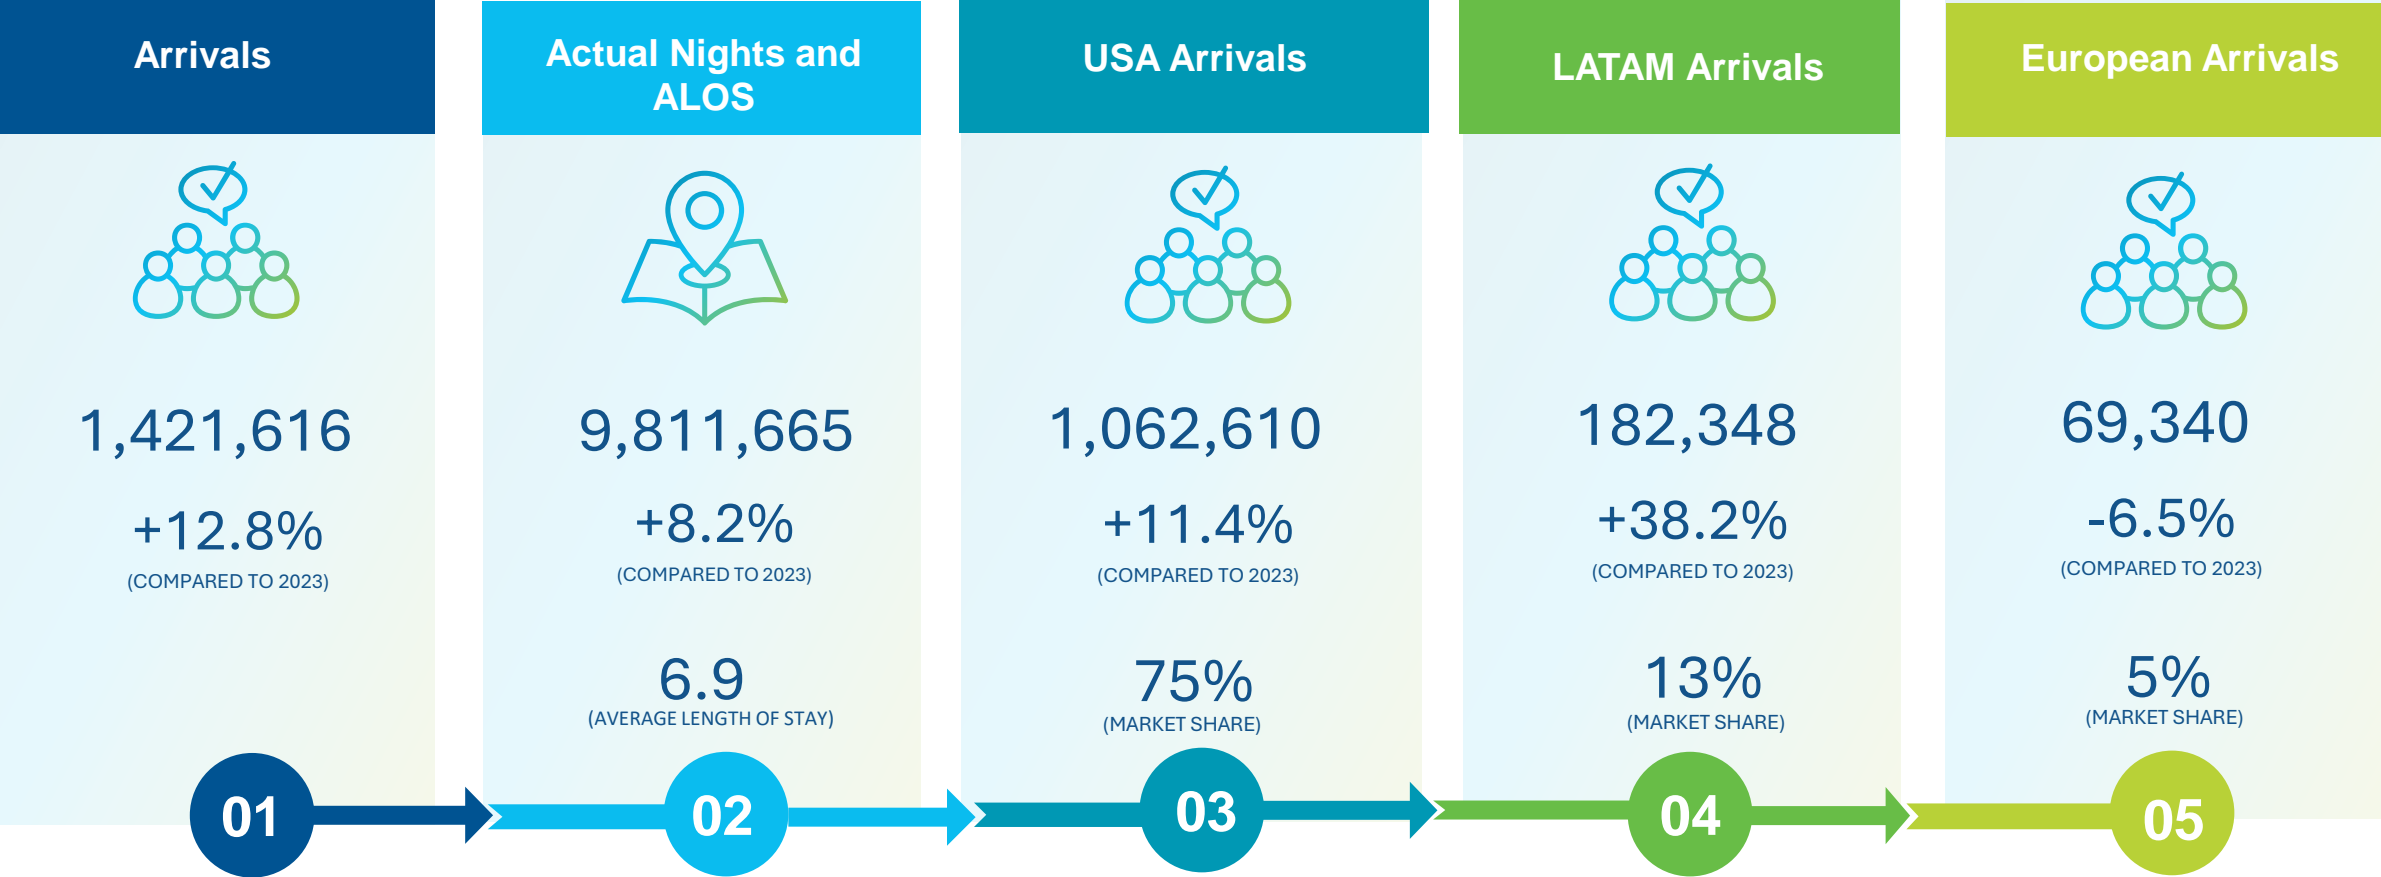 Arrivals
1,421,616
+12.8%
(COMPARED TO 2023)
01
Actual Nights and
ALOS
9,811,665
+8.2%
(COMPARED TO 2023)
6.9
(AVERAGE LENGTH OF STAY)
02
USA Arrivals
1,062,610
+11.4%
(COMPARED TO 2023)
75%
(MARKET SHARE)
03
LATAM Arrivals
182,348
+38.2%
(COMPARED TO 2023)
13%
(MARKET SHARE)
04
European Arrivals
69,340
-6.5%
(COMPARED TO 2023)
5%
(MARKET SHARE)
05